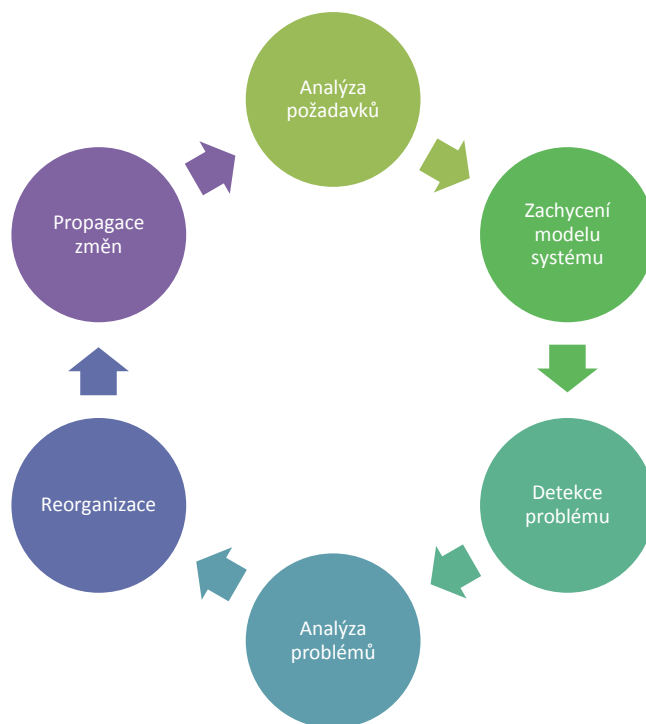 Analýza
požadavků
Zachycení
modelu
systému
Detekce
problému
Analýza
problémů
Reorganizace
Propagace
změn